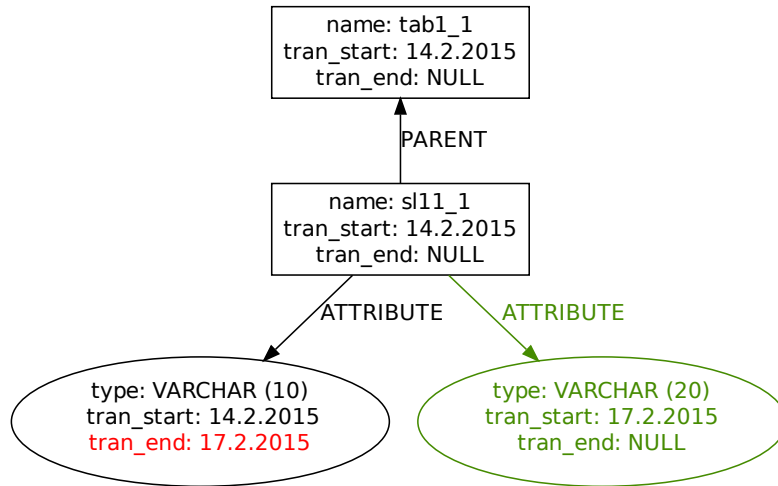 name: tab1_1
tran_start: 14.2.2015
tran_end: NULL
PARENT
name: sl11_1
tran_start: 14.2.2015
tran_end: NULL
ATTRIBUTE
ATTRIBUTE
type: VARCHAR (10)
tran_start: 14.2.2015
tran_end: 17.2.2015
type: VARCHAR (20)
tran_start: 17.2.2015
tran_end: NULL